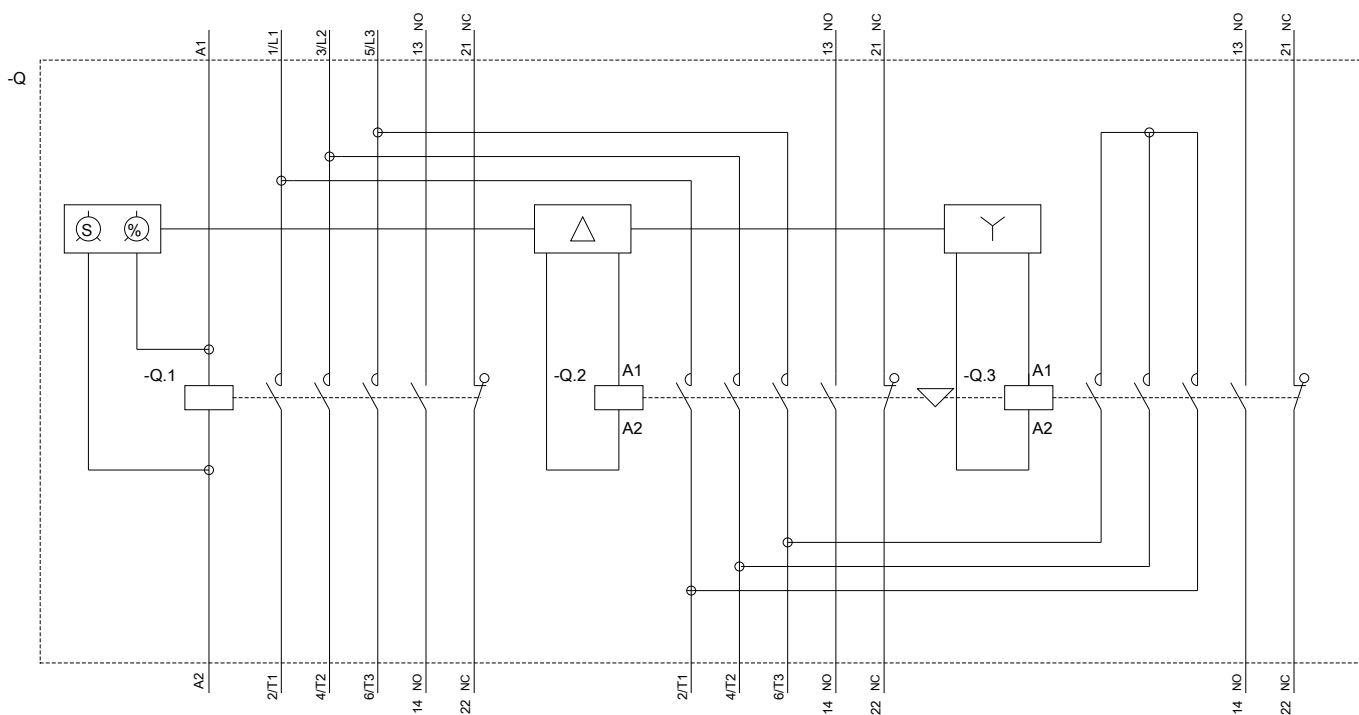 A1
1/L1
3/L2
5/L3
13 NO
21 NC
13 NO
21 NC
13 NO
21 NC
-Q
S
%
-Q.1
-Q.2
A1
A2
-Q.3
A1
A2
A2
2/T1
4/T2
6/T3
14 NO
22 NC
2/T1
4/T2
6/T3
14 NO
22 NC
14 NO
22 NC